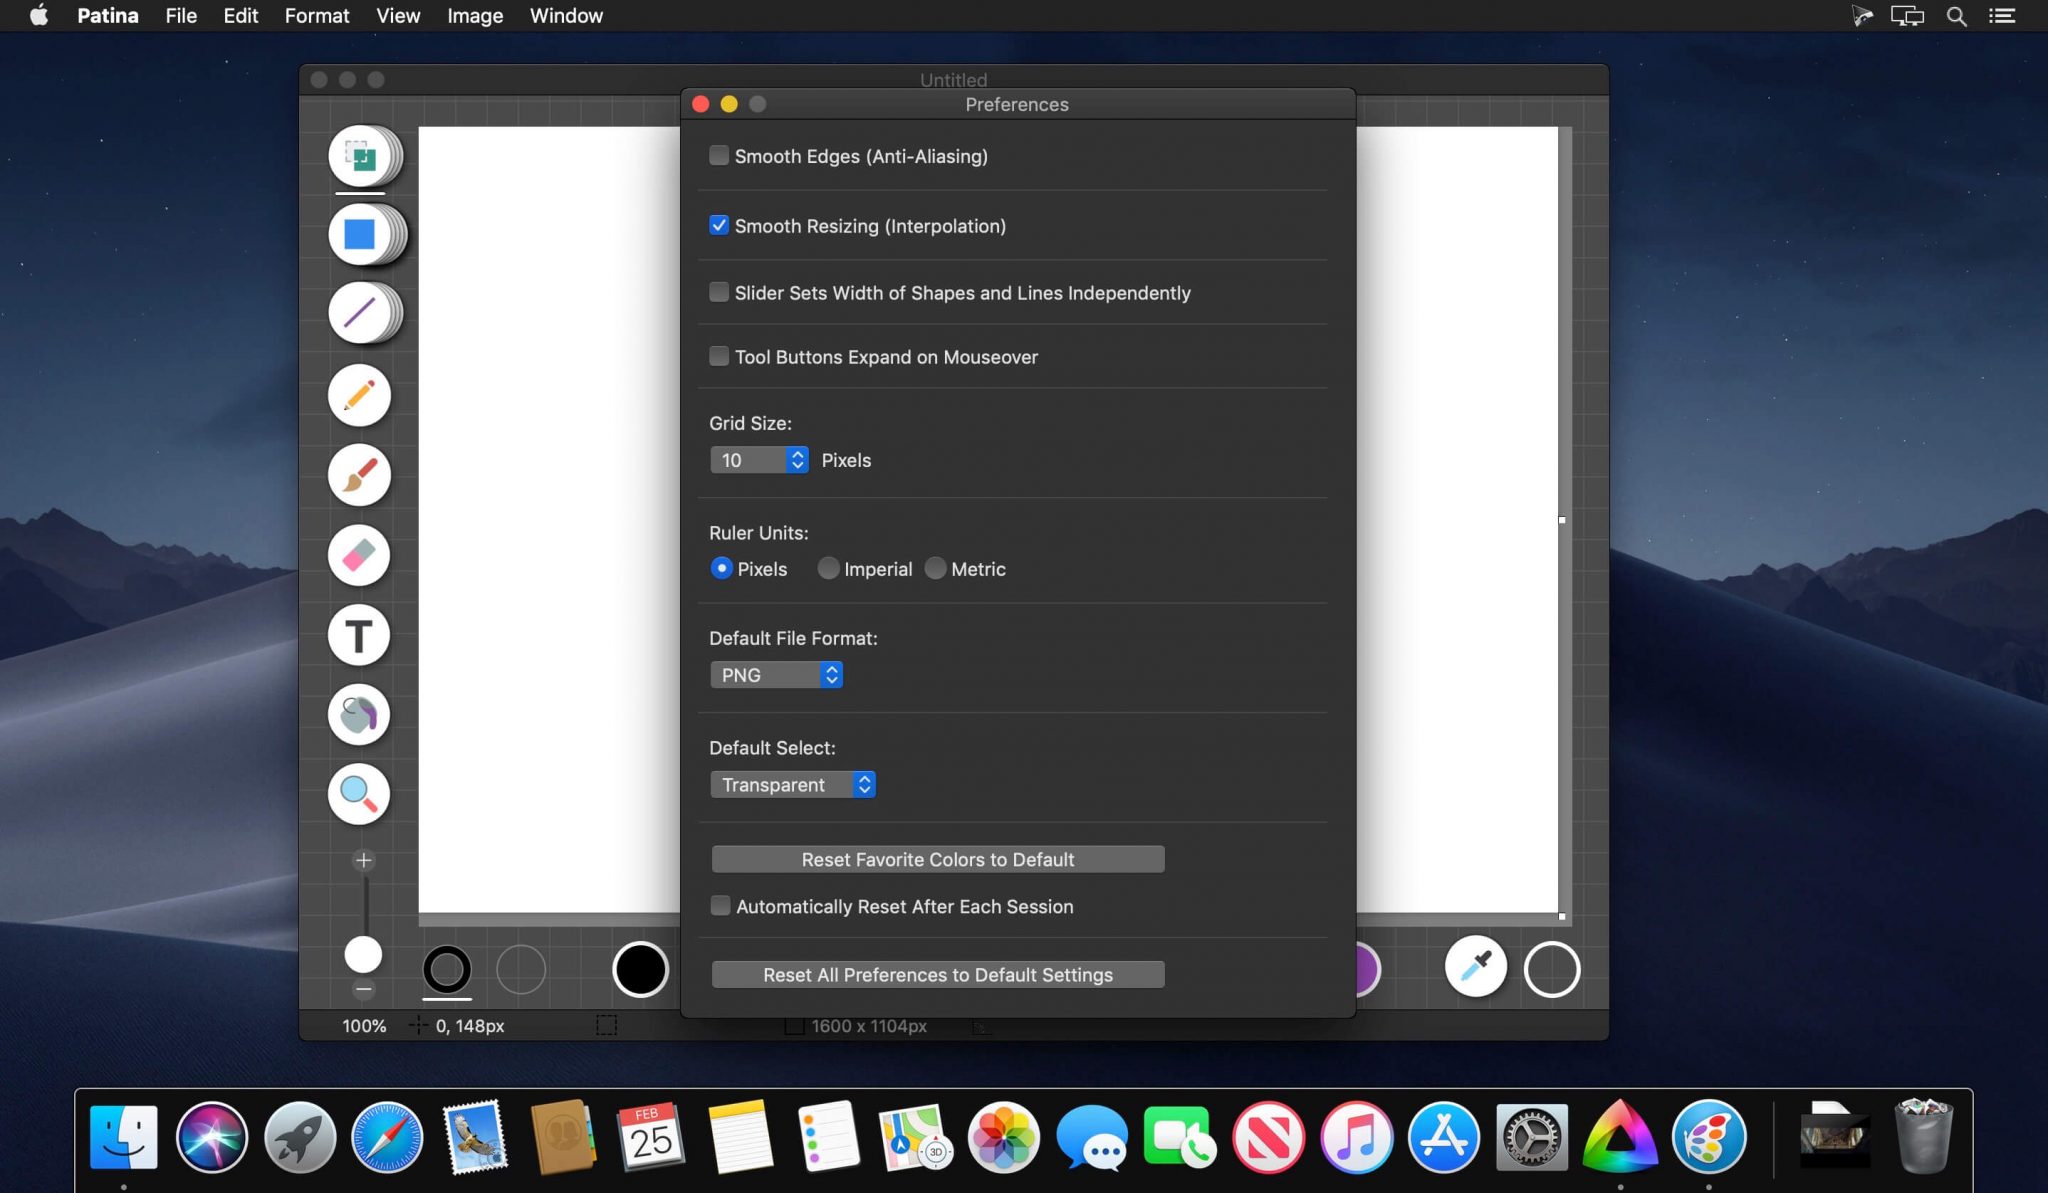 Patina File Edit Format View Image Window
Untitled
Preferences
Smooth Edges (Anti-Aliasing)
Smooth Resizing (Interpolation)
Slider Sets Width of Shapes and Lines Independently
Tool Buttons Expand on Mouseover
Grid Size:
10 Pixels
Ruler Units:
Pixels Imperial Metric
Default File Format:
PNG
T
Default Select:
Transparent
Reset Favorite Colors to Default
Automatically Reset After Each Session
Reset All Preferences to Default Settings
100% 0, 148px 1600 x 1104px
FEB
25
3D